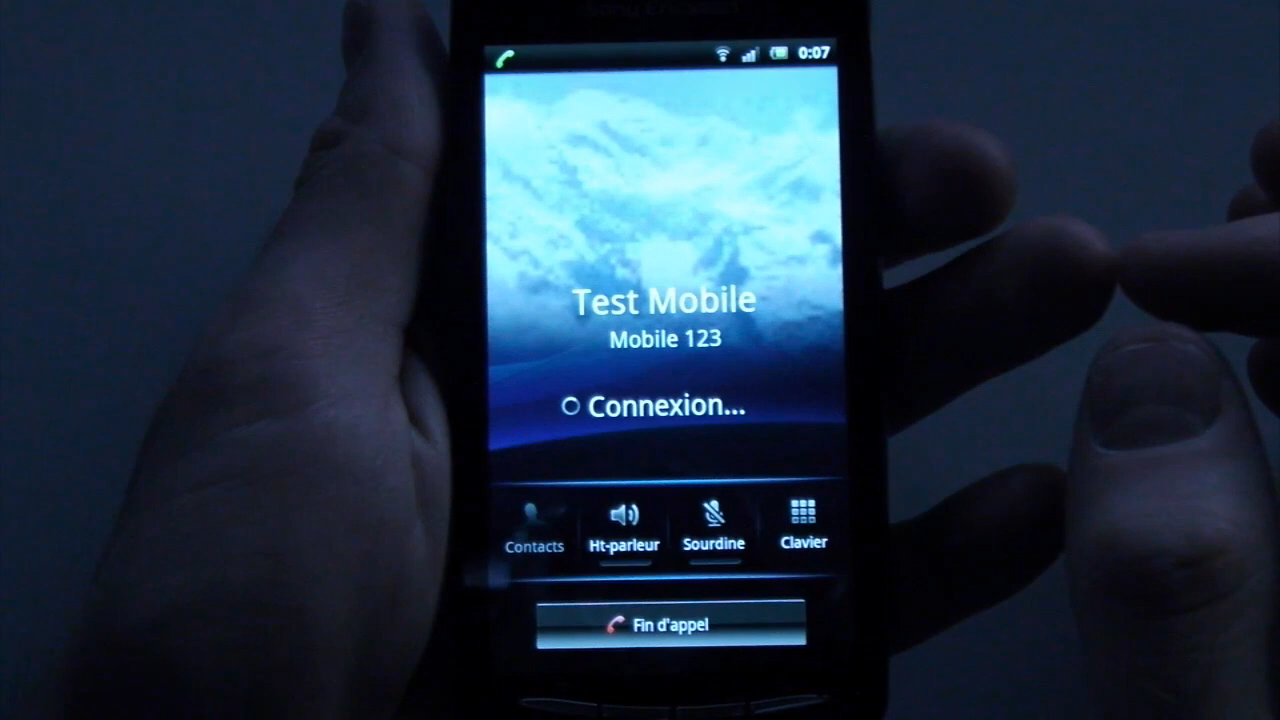 0:07
Test Mobile
Mobile 123
Connexion...
Contacts Ht-parleur Sourdine Clavier
Fin d'appel